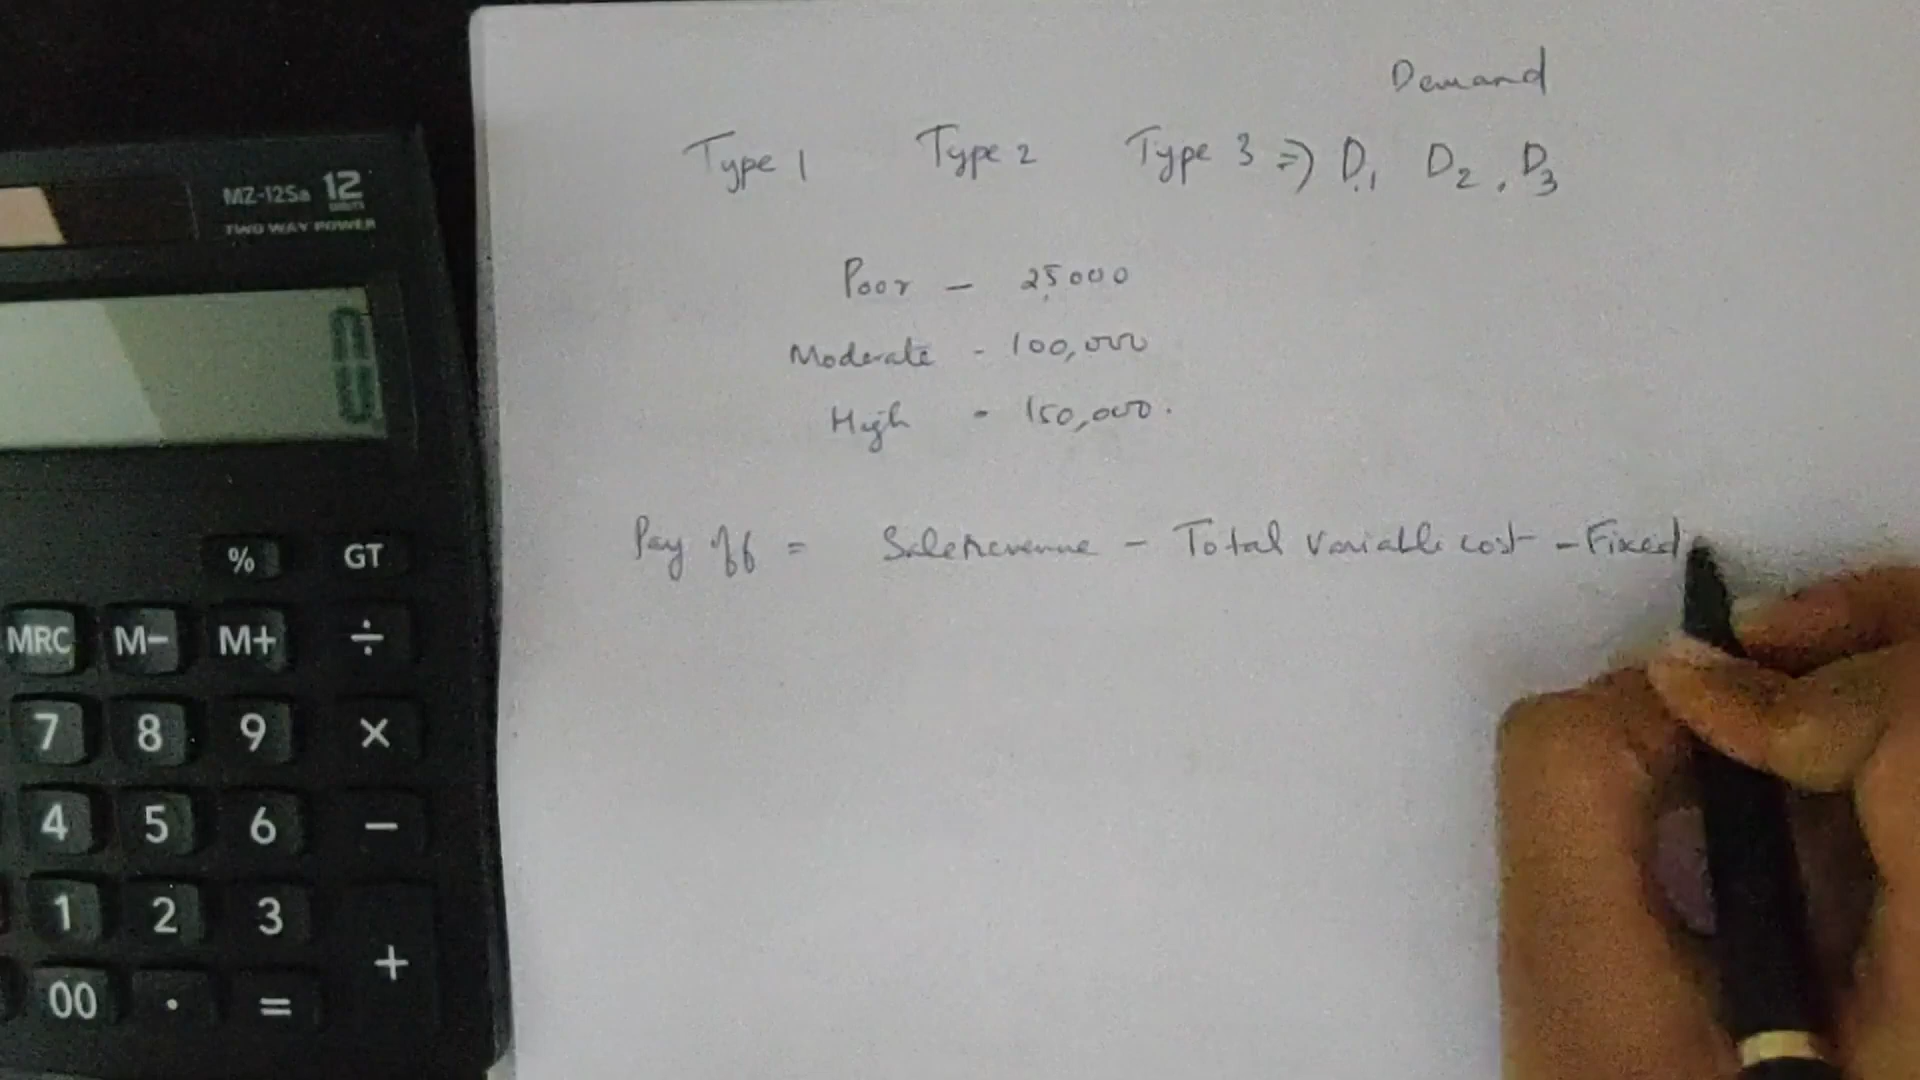 Demand
Type 1 Type 2 Type 3 ⇒ D1 D2, D3
Poor - 25000
Moderate - 100,000
High - 150,000.
Pay off = Sale Revenue - Total Variable cost - Fixed
MZ-12Sa 12
TWO WAY POWER
0
% GT
MRC M- M+ ÷
7 8 9 ×
4 5 6 −
1 2 3
+
00 . =